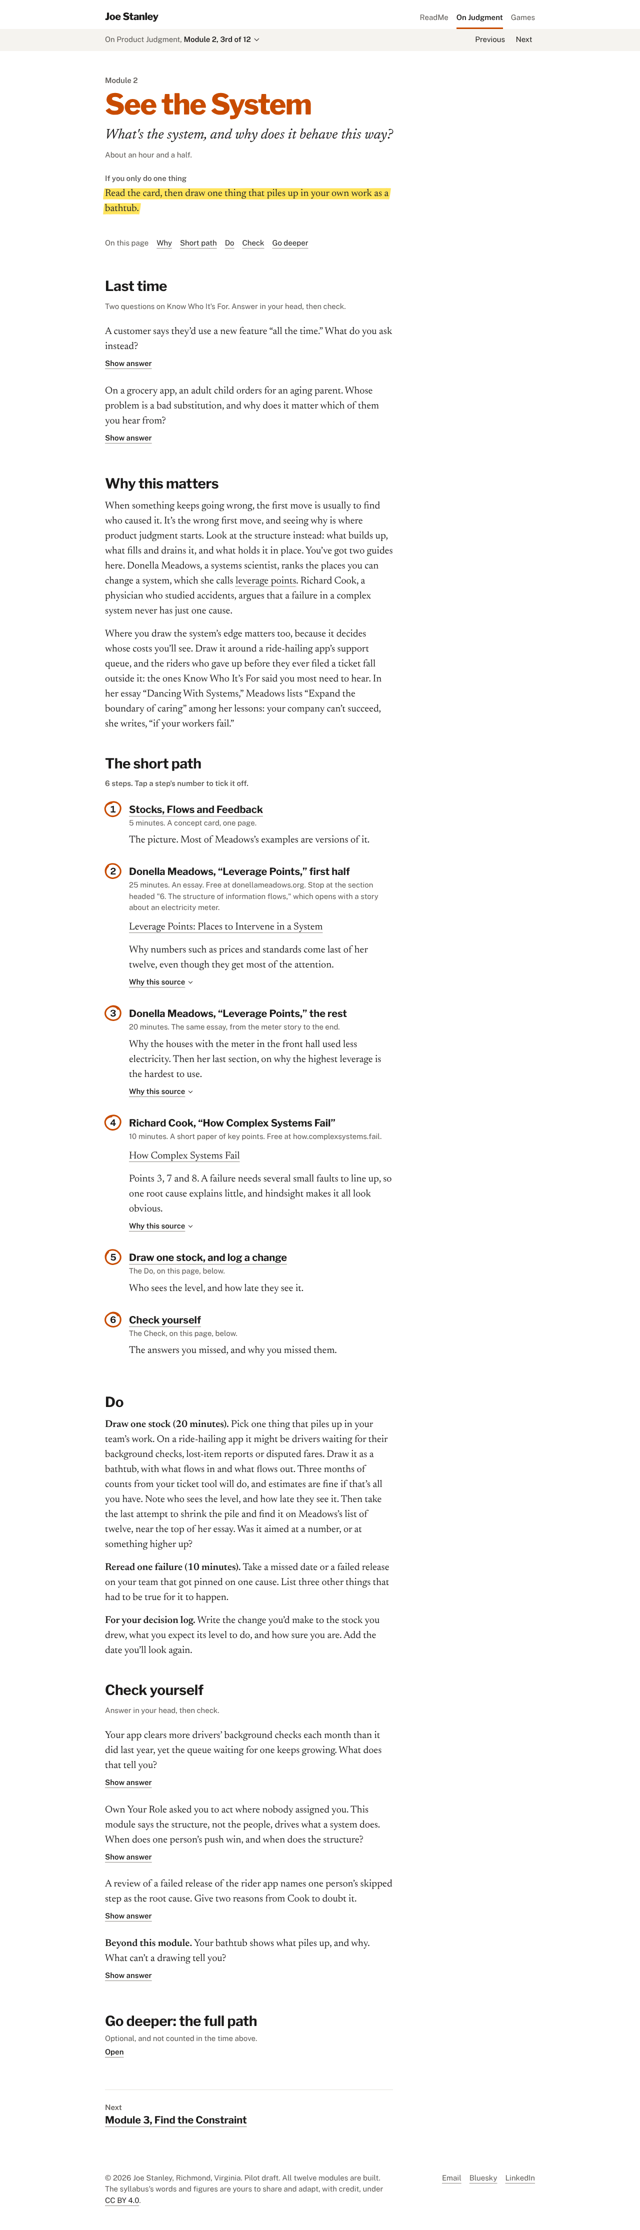 Joe Stanley
ReadMe On Judgment Games
On Product Judgment, Module 2, 3rd of 12
Previous Next
Module 2
See the System
What's the system, and why does it behave this way?
About an hour and a half.
If you only do one thing
Read the card, then draw one thing that piles up in your own work as a
bathtub.
On this page Why Short path Do Check Go deeper
Last time
Two questions on Know Who It's For. Answer in your head, then check.
A customer says they'd use a new feature “all the time.” What do you ask
instead?
Show answer
On a grocery app, an adult child orders for an aging parent. Whose
problem is a bad substitution, and why does it matter which of them
you hear from?
Show answer
Why this matters
When something keeps going wrong, the first move is usually to find
who caused it. It's the wrong first move, and seeing why is where
product judgment starts. Look at the structure instead: what builds up,
what fills and drains it, and what holds it in place. You've got two guides
here. Donella Meadows, a systems scientist, ranks the places you can
change a system, which she calls leverage points. Richard Cook, a
physician who studied accidents, argues that a failure in a complex
system never has just one cause.
Where you draw the system's edge matters too, because it decides
whose costs you'll see. Draw it around a ride-hailing app's support
queue, and the riders who gave up before they ever filed a ticket fall
outside it: the ones Know Who It's For said you most need to hear. In
her essay “Dancing With Systems,” Meadows lists “Expand the
boundary of caring” among her lessons: your company can't succeed,
she writes, “if your workers fail.”
The short path
6 steps. Tap a step's number to tick it off.
1 Stocks, Flows and Feedback
5 minutes. A concept card, one page.
The picture. Most of Meadows's examples are versions of it.
2 Donella Meadows, “Leverage Points,” first half
25 minutes. An essay. Free at donellameadows.org. Stop at the section
headed "6. The structure of information flows," which opens with a story
about an electricity meter.
Leverage Points: Places to Intervene in a System
Why numbers such as prices and standards come last of her
twelve, even though they get most of the attention.
Why this source
3 Donella Meadows, “Leverage Points,” the rest
20 minutes. The same essay, from the meter story to the end.
Why the houses with the meter in the front hall used less
electricity. Then her last section, on why the highest leverage is
the hardest to use.
Why this source
4 Richard Cook, “How Complex Systems Fail”
10 minutes. A short paper of key points. Free at how.complexsystems.fail.
How Complex Systems Fail
Points 3, 7 and 8. A failure needs several small faults to line up, so
one root cause explains little, and hindsight makes it all look
obvious.
Why this source
5 Draw one stock, and log a change
The Do, on this page, below.
Who sees the level, and how late they see it.
6 Check yourself
The Check, on this page, below.
The answers you missed, and why you missed them.
Do
Draw one stock (20 minutes). Pick one thing that piles up in your
team's work. On a ride-hailing app it might be drivers waiting for their
background checks, lost-item reports or disputed fares. Draw it as a
bathtub, with what flows in and what flows out. Three months of
counts from your ticket tool will do, and estimates are fine if that's all
you have. Note who sees the level, and how late they see it. Then take
the last attempt to shrink the pile and find it on Meadows's list of
twelve, near the top of her essay. Was it aimed at a number, or at
something higher up?
Reread one failure (10 minutes). Take a missed date or a failed release
on your team that got pinned on one cause. List three other things that
had to be true for it to happen.
For your decision log. Write the change you'd make to the stock you
drew, what you expect its level to do, and how sure you are. Add the
date you'll look again.
Check yourself
Answer in your head, then check.
Your app clears more drivers' background checks each month than it
did last year, yet the queue waiting for one keeps growing. What does
that tell you?
Show answer
Own Your Role asked you to act where nobody assigned you. This
module says the structure, not the people, drives what a system does.
When does one person's push win, and when does the structure?
Show answer
A review of a failed release of the rider app names one person's skipped
step as the root cause. Give two reasons from Cook to doubt it.
Show answer
Beyond this module. Your bathtub shows what piles up, and why.
What can't a drawing tell you?
Show answer
Go deeper: the full path
Optional, and not counted in the time above.
Open
Next
Module 3, Find the Constraint
© 2026 Joe Stanley, Richmond, Virginia. Pilot draft. All twelve modules are built.
The syllabus's words and figures are yours to share and adapt, with credit, under
CC BY 4.0.
Email Bluesky LinkedIn